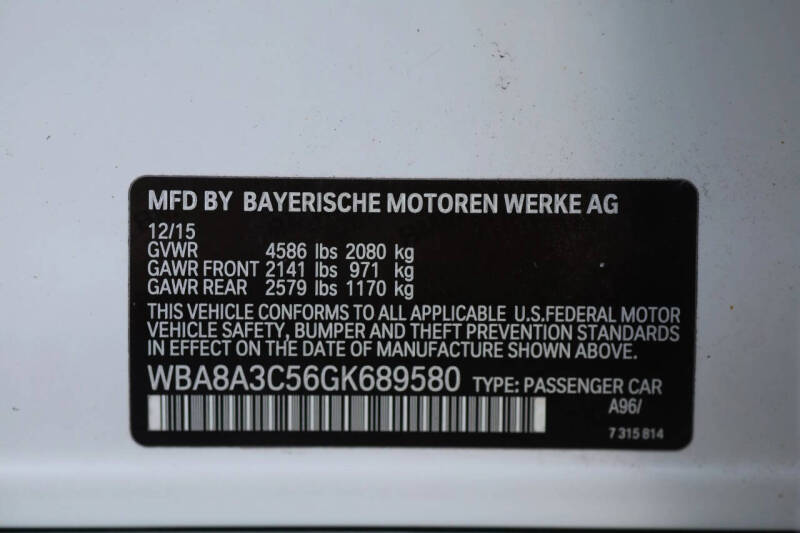 MFD BY BAYERISCHE MOTOREN WERKE AG
12/15
GVWR 4586 lbs 2080 kg
GAWR FRONT 2141 lbs 971 kg
GAWR REAR 2579 lbs 1170 kg
THIS VEHICLE CONFORMS TO ALL APPLICABLE U.S.FEDERAL MOTOR
VEHICLE SAFETY, BUMPER AND THEFT PREVENTION STANDARDS
IN EFFECT ON THE DATE OF MANUFACTURE SHOWN ABOVE.
WBA8A3C56GK689580 TYPE: PASSENGER CAR
A96/
7 315 814